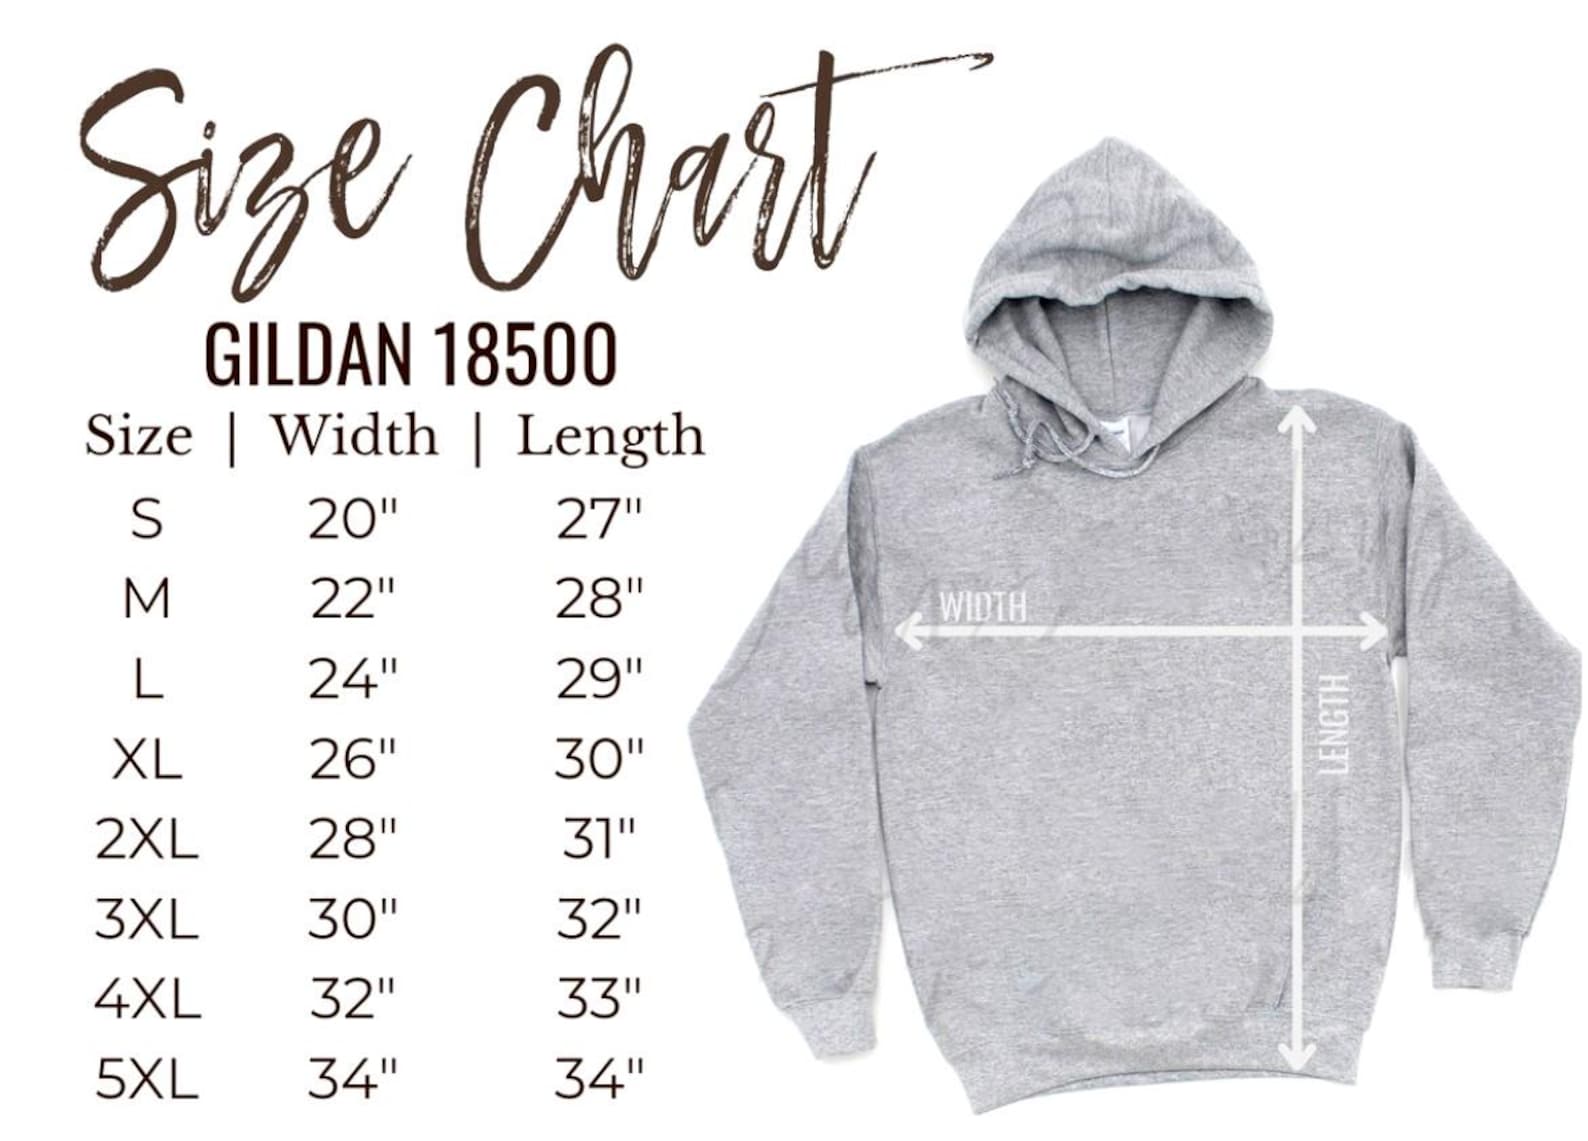 Size Chart
GILDAN 18500
Size | Width | Length
S 20" 27"
M 22" 28"
L 24" 29"
XL 26" 30"
2XL 28" 31"
3XL 30" 32"
4XL 32" 33"
5XL 34" 34"
WIDTH
LENGTH